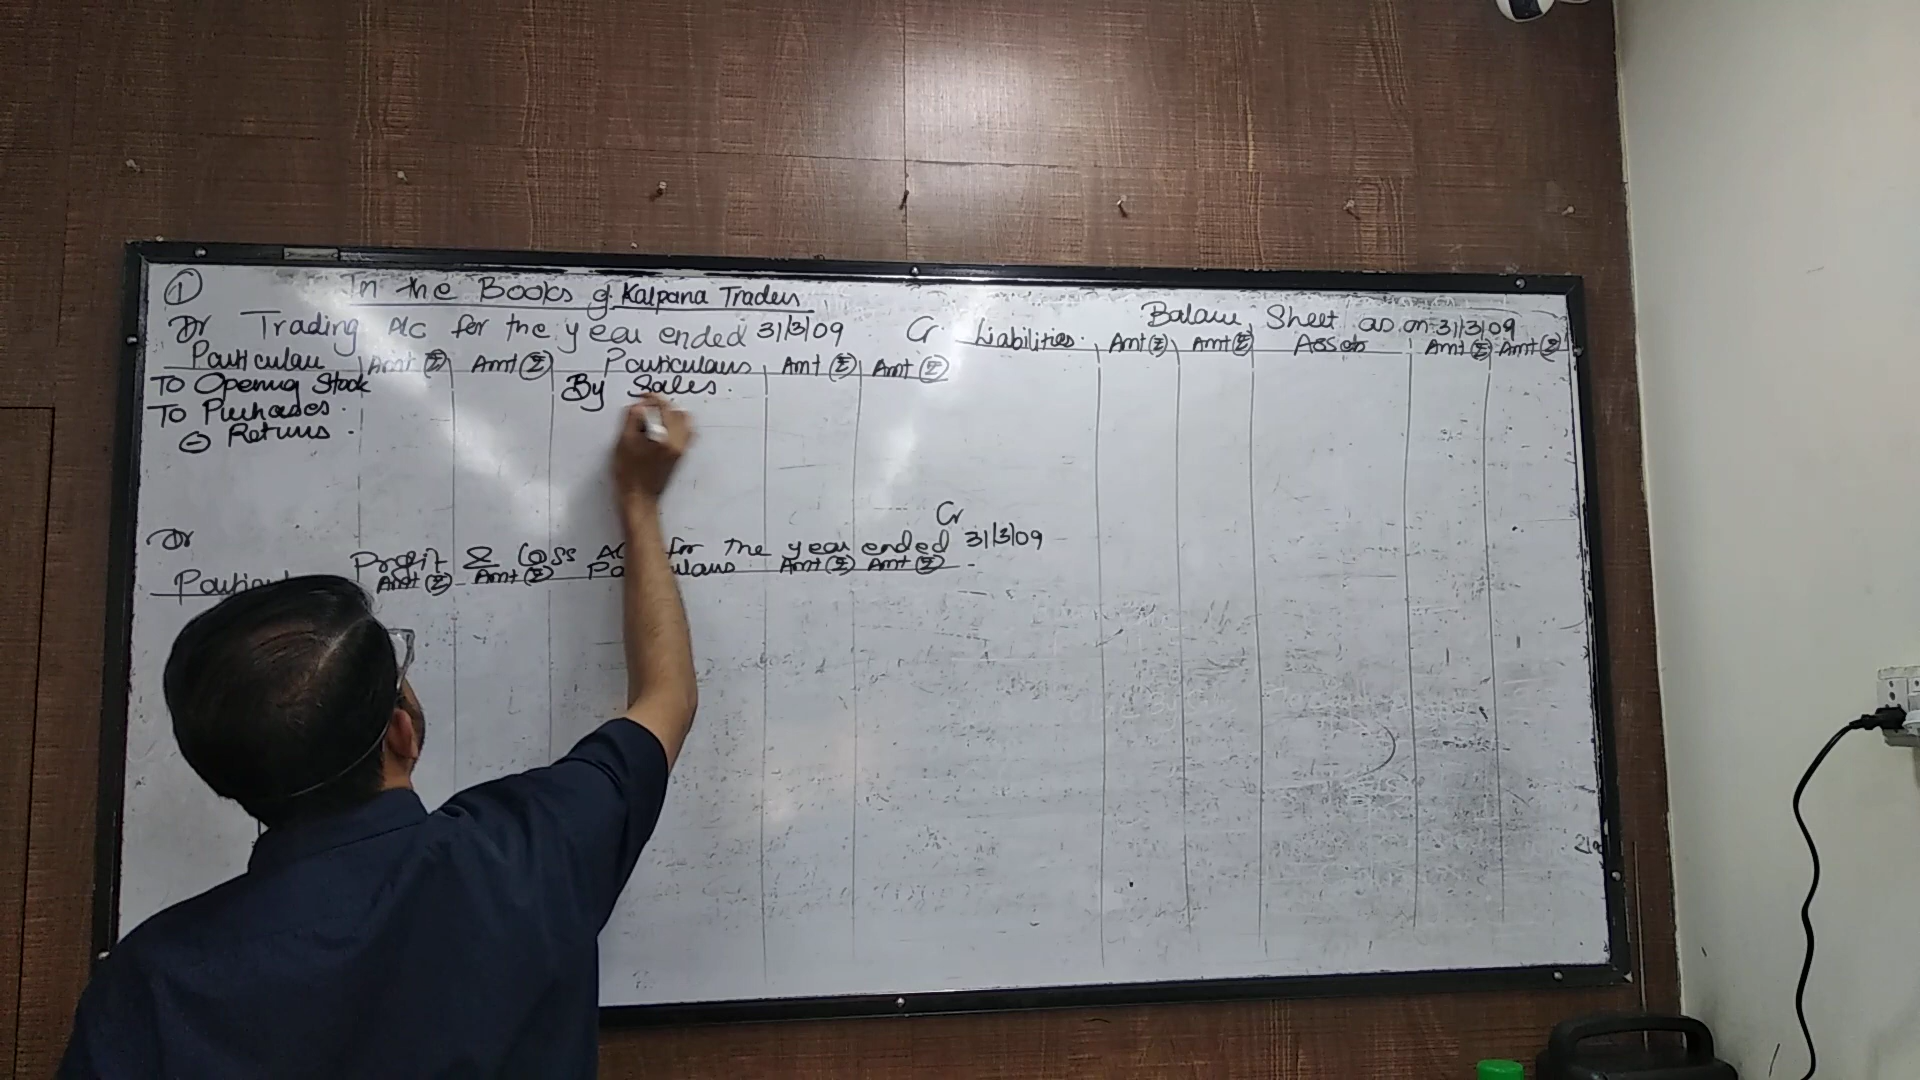 ① In the Books of Kalpana Traders
Dr Trading A/C for the year ended 31/3/09 Cr
Particulars Amt (₹) Amt (₹) Particulars Amt (₹) Amt (₹)
To Opening Stock By Sales.
To Purchases.
⊖ Returns.
Dr Cr
Profit & Loss A/C for the year ended 31/3/09
Amt (₹) Amt (₹) Amt (₹) Amt (₹)
Balance Sheet as on 31/3/09
Liabilities. Amt (₹) Amt (₹) Assets Amt (₹) Amt (₹)